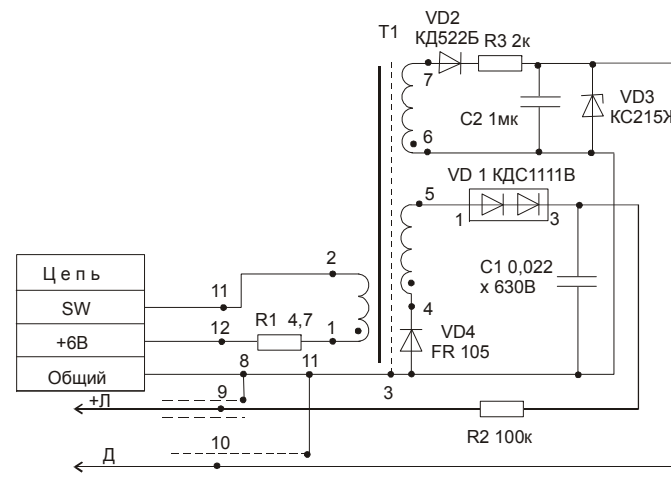 VD2
КД522Б
R3 2к
T1
7
С2 1мк
VD3
КС215Ж
6
VD 1 КДС1111В
5
1
3
С1 0,022
х 630В
2
Цепь
11
SW
12
R1 4,7
1
+6В
4
VD4
FR 105
8
11
Общий
3
9
+Л
R2 100к
10
Д